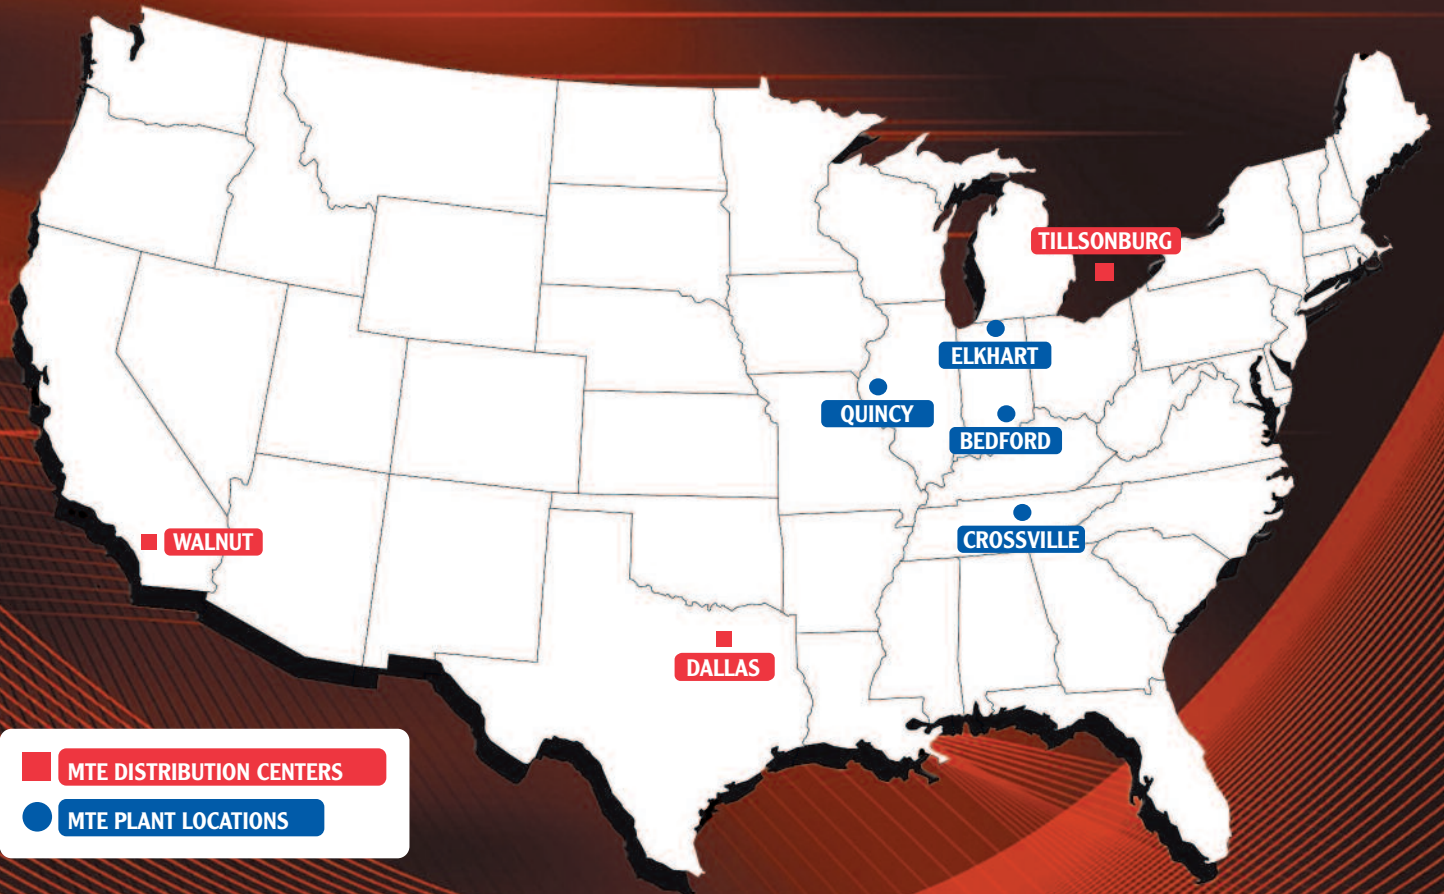 TILLSONBURG
ELKHART
QUINCY
BEDFORD
CROSSVILLE
WALNUT
DALLAS
MTE DISTRIBUTION CENTERS
MTE PLANT LOCATIONS